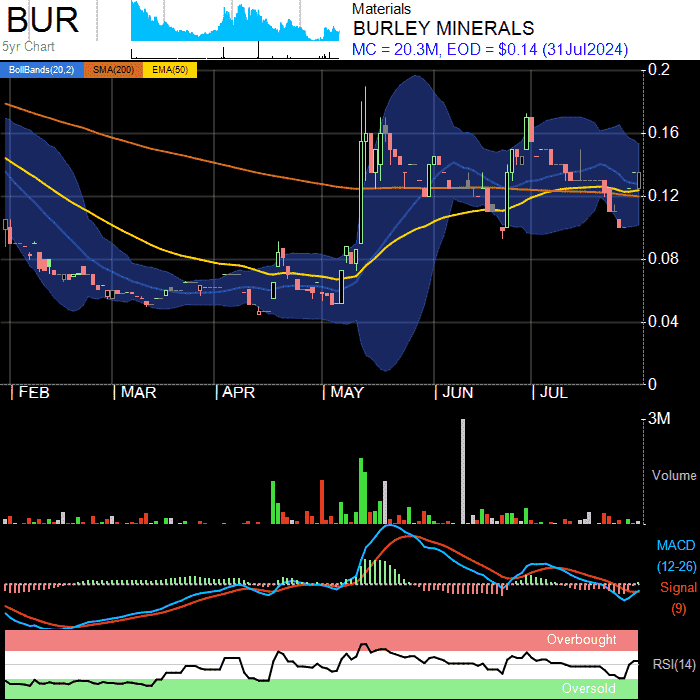 BUR
5yr Chart
Materials
BURLEY MINERALS
MC = 20.3M, EOD = $0.14 (31Jul2024)
BollBands(20,2) SMA(200) EMA(50)
0.2
0.16
0.12
0.08
0.04
0
FEB MAR APR MAY JUN JUL
3M
Volume
MACD
(12-26)
Signal
(9)
Overbought
RSI(14)
Oversold